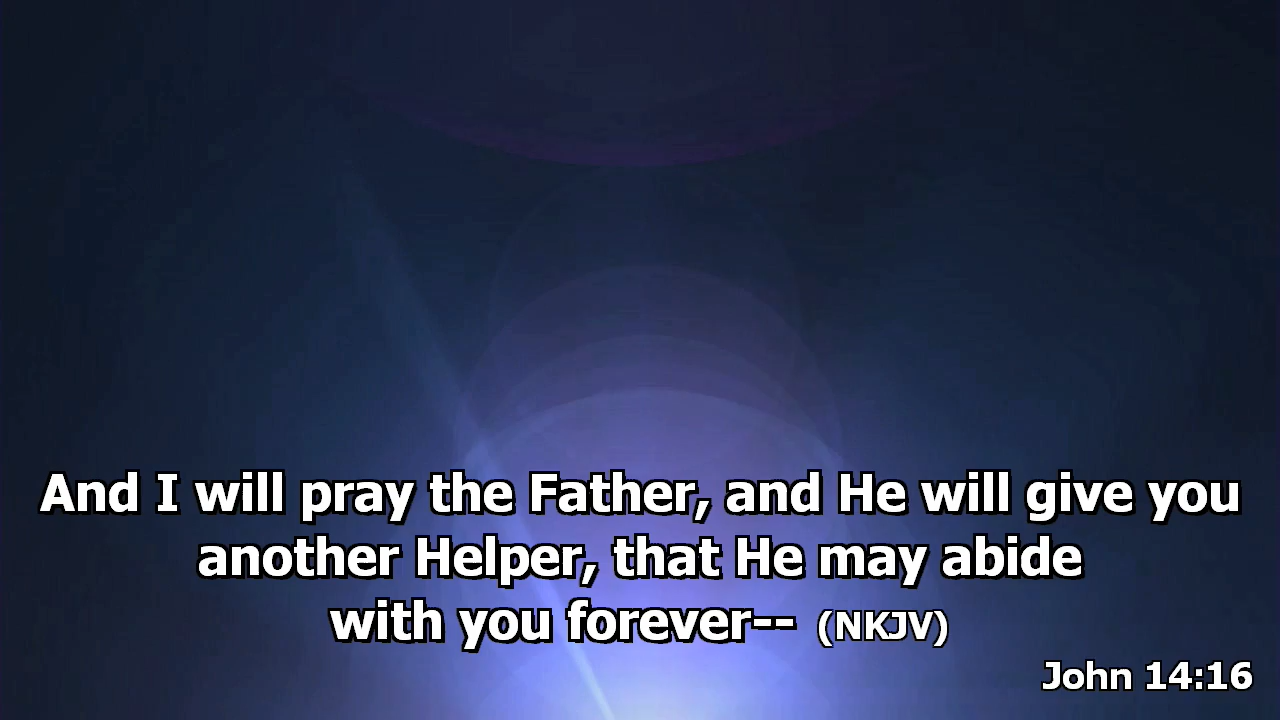 And I will pray the Father, and He will give you
another Helper, that He may abide
with you forever-- (NKJV)
John 14:16